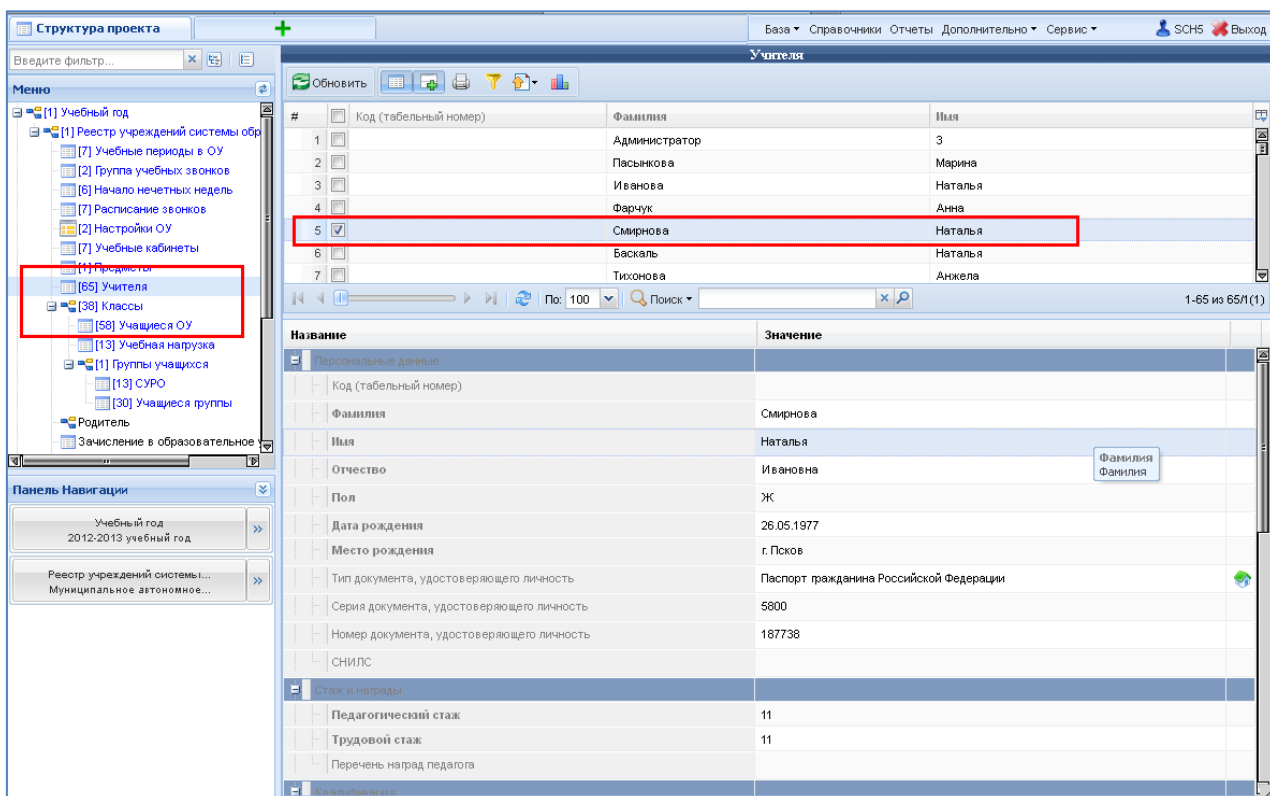 Структура проекта
База Справочники Отчеты Дополнительно Сервис SCH5 Выход
Введите фильтр...
Меню
[1] Учебный год
[1] Реестр учреждений системы обр
[7] Учебные периоды в ОУ
[2] Группа учебных звонков
[6] Начало нечетных недель
[7] Расписание звонков
[2] Настройки ОУ
[7] Учебные кабинеты
[1] Предметы
[65] Учителя
[38] Классы
[58] Учащиеся ОУ
[13] Учебная нагрузка
[1] Группы учащихся
[13] СУРО
[30] Учащиеся группы
Родитель
Зачисление в образовательное у
Панель Навигации
Учебный год
2012-2013 учебный год
Реестр учреждений системы...
Муниципальное автономное...
Учителя
Обновить
# Код (табельный номер) Фамилия Имя
1 Администратор 3
2 Пасынкова Марина
3 Иванова Наталья
4 Фарчук Анна
5 Смирнова Наталья
6 Баскаль Наталья
7 Тихонова Анжела
По: 100 Поиск 1-65 из 65/1(1)
Название Значение
Персональные данные
Код (табельный номер)
Фамилия Смирнова
Имя Наталья
Отчество Ивановна
Фамилия
Фамилия
Пол Ж
Дата рождения 26.05.1977
Место рождения г. Псков
Тип документа, удостоверяющего личность Паспорт гражданина Российской Федерации
Серия документа, удостоверяющего личность 5800
Номер документа, удостоверяющего личность 187738
СНИЛС
Стаж и награды
Педагогический стаж 11
Трудовой стаж 11
Перечень наград педагога
Квалификация